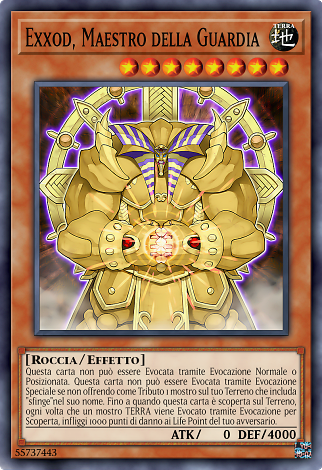 Exxod, Maestro della Guardia
TERRA
地
[Roccia/Effetto]
Questa carta non può essere Evocata tramite Evocazione Normale o
Posizionata. Questa carta non può essere Evocata tramite Evocazione
Speciale se non offrendo come Tributo 1 mostro sul tuo Terreno che includa
"sfinge"nel suo nome. Fino a quando questa carta è scoperta sul Terreno,
ogni volta che un mostro TERRA viene Evocato tramite Evocazione per
Scoperta, infliggi 1000 punti di danno ai Life Point del tuo avversario.
ATK/ 0 DEF/4000
55737443